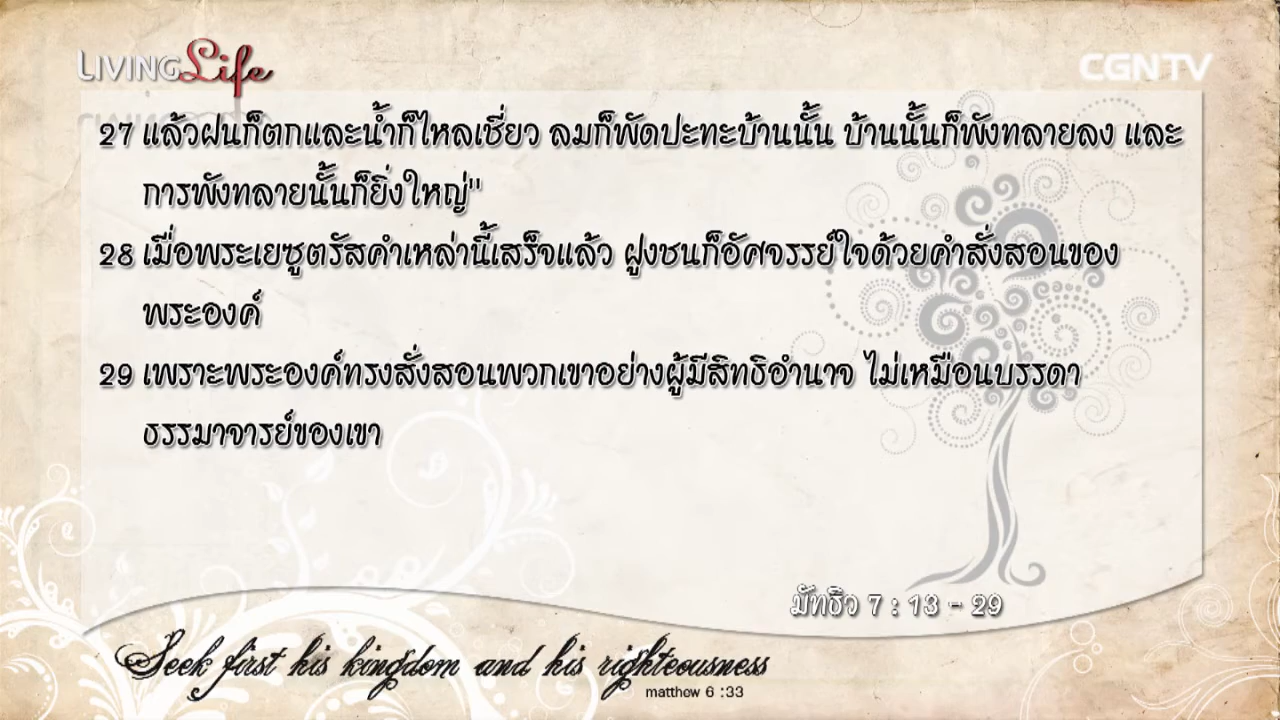 LIVING Life
CGNTV
27 แล้วฝนก็ตกและน้ำก็ไหลเชี่ยว ลมก็พัดปะทะบ้านนั้น บ้านนั้นก็พังทลายลง และ
การพังทลายนั้นก็ยิ่งใหญ่"
28 เมื่อพระเยซูตรัสคำเหล่านี้เสร็จแล้ว ฝูงชนก็อัศจรรย์ใจด้วยคำสั่งสอนของ
พระองค์
29 เพราะพระองค์ทรงสั่งสอนพวกเขาอย่างผู้มีสิทธิอำนาจ ไม่เหมือนบรรดา
ธรรมาจารย์ของเขา
มัทธิว 7 : 13 - 29
Seek first his kingdom and his righteousness
matthew 6 :33